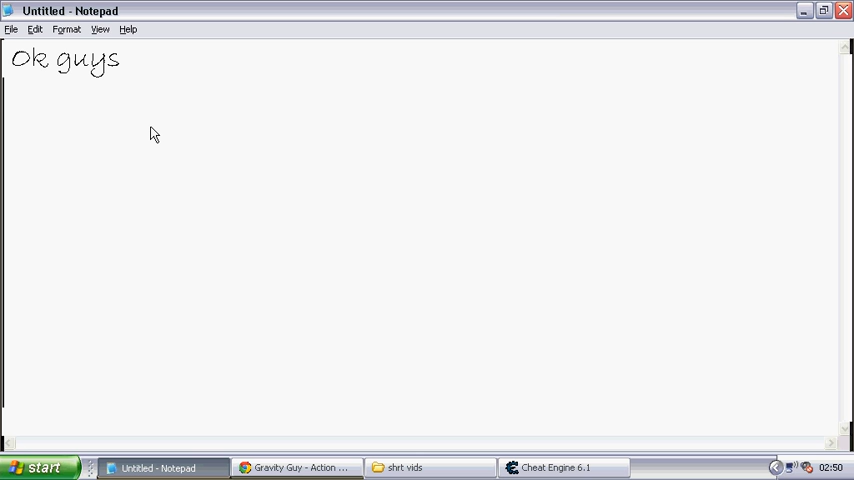 Untitled - Notepad
File Edit Format View Help
Ok guys
start Untitled - Notepad Gravity Guy - Action ... shrt vids Cheat Engine 6.1 02:50